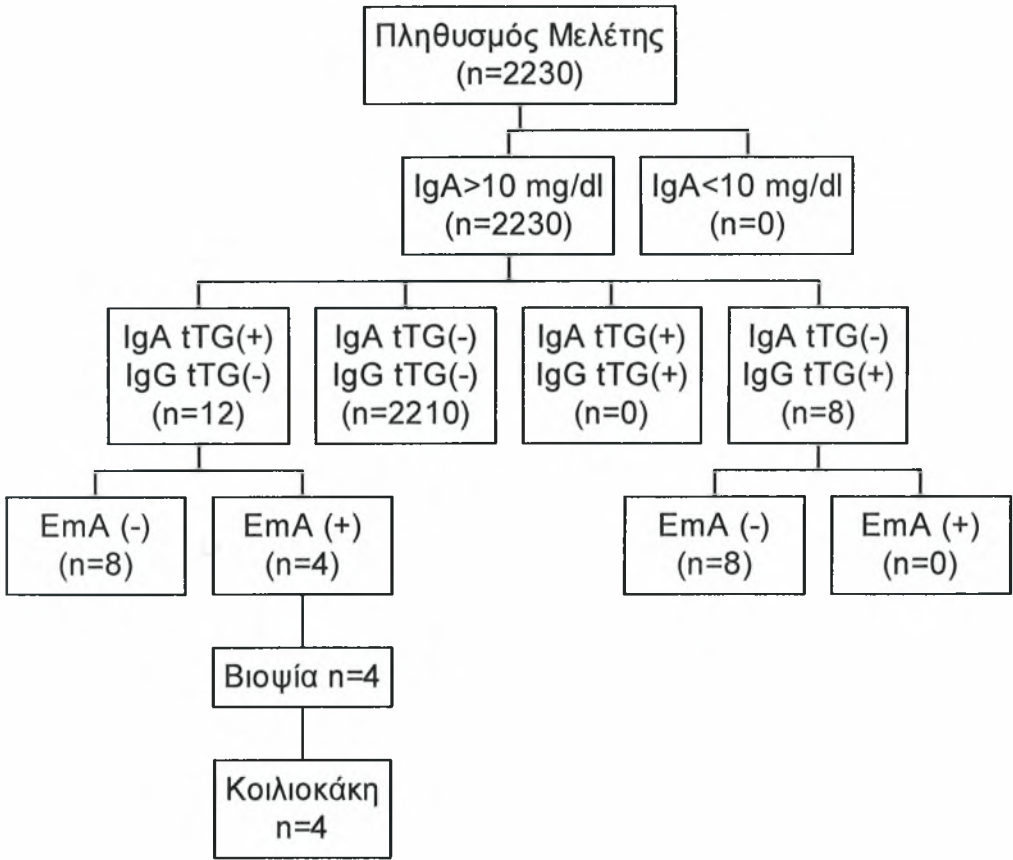 Πληθυσμός Μελέτης
(n=2230)
IgA>10 mg/dl
(n=2230)
IgA<10 mg/dl
(n=0)
IgA tTG(+)
IgG tTG(-)
(n=12)
IgA tTG(-)
IgG tTG(-)
(n=2210)
IgA tTG(+)
IgG tTG(+)
(n=0)
IgA tTG(-)
IgG tTG(+)
(n=8)
EmA (-)
(n=8)
EmA (+)
(n=4)
EmA (-)
(n=8)
EmA (+)
(n=0)
Βιοψία n=4
Κοιλιοκάκη
n=4